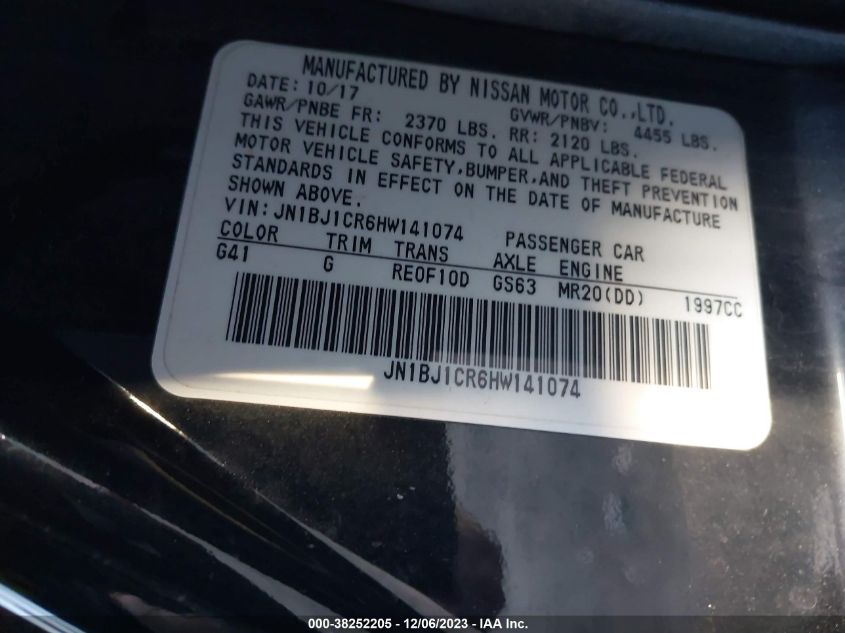 MANUFACTURED BY NISSAN MOTOR CO.,LTD.
DATE: 10/17 GVWR/PNBV: 4455 LBS.
GAWR/PNBE FR: 2370 LBS. RR: 2120 LBS.
THIS VEHICLE CONFORMS TO ALL APPLICABLE FEDERAL
MOTOR VEHICLE SAFETY,BUMPER,AND THEFT PREVENTION
STANDARDS IN EFFECT ON THE DATE OF MANUFACTURE
SHOWN ABOVE.
VIN: JN1BJ1CR6HW141074 PASSENGER CAR
COLOR TRIM TRANS AXLE ENGINE
G41 G RE0F10D GS63 MR20(DD) 1997CC
JN1BJ1CR6HW141074
000-38252205 - 12/06/2023 - IAA Inc.